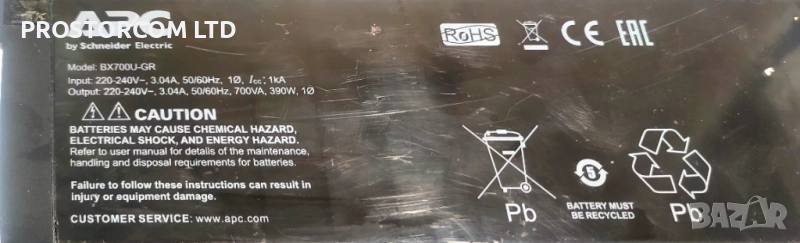 APC
PROSTORCOM LTD
by Schneider Electric
Model: BX700U-GR
Input: 220-240V~, 3.04A, 50/60Hz, 1Ø, Icc: 1kA
Output: 220-240V~, 3.04A, 50/60Hz, 700VA, 390W, 1Ø
CAUTION
BATTERIES MAY CAUSE CHEMICAL HAZARD,
ELECTRICAL SHOCK, AND ENERGY HAZARD.
Refer to user manual for details of the maintenance,
handling and disposal requirements for batteries.
Failure to follow these instructions can result in
injury or equipment damage.
CUSTOMER SERVICE: www.apc.com
RoHS
CE
EAC
Pb
BATTERY MUST
BE RECYCLED
Pb
BAZAR
bg